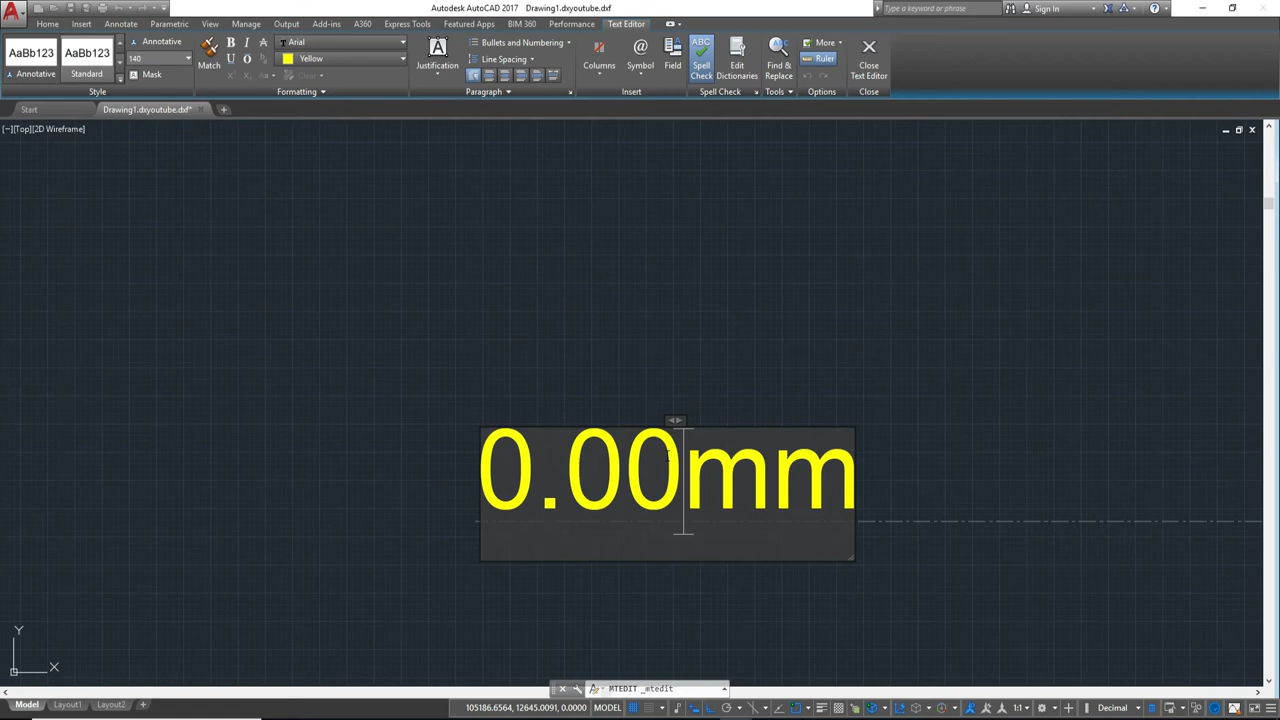 Autodesk AutoCAD 2017 Drawing1.dxyoutube.dxf
Type a keyword or phrase
Sign In
Home Insert Annotate Parametric View Manage Output Add-ins A360 Express Tools Featured Apps BIM 360 Performance Text Editor
AaBb123 AaBb123
Annotative Standard
Annotative
140
Mask
Style
Match
B I A
U O
Arial
Yellow
Clear
Formatting
A
Justification
Bullets and Numbering
Line Spacing
Paragraph
Columns
@
Symbol
Field
Insert
ABC
Spell
Check
Edit
Dictionaries
Spell Check
Find &
Replace
Tools
More
Ruler
Options
Close
Text Editor
Close
Start
Drawing1.dxyoutube.dxf*
[−][Top][2D Wireframe]
0.00mm
Y
X
MTEDIT _mtedit
Model Layout1 Layout2
105186.6564, 12645.0091, 0.0000 MODEL
1:1
Decimal